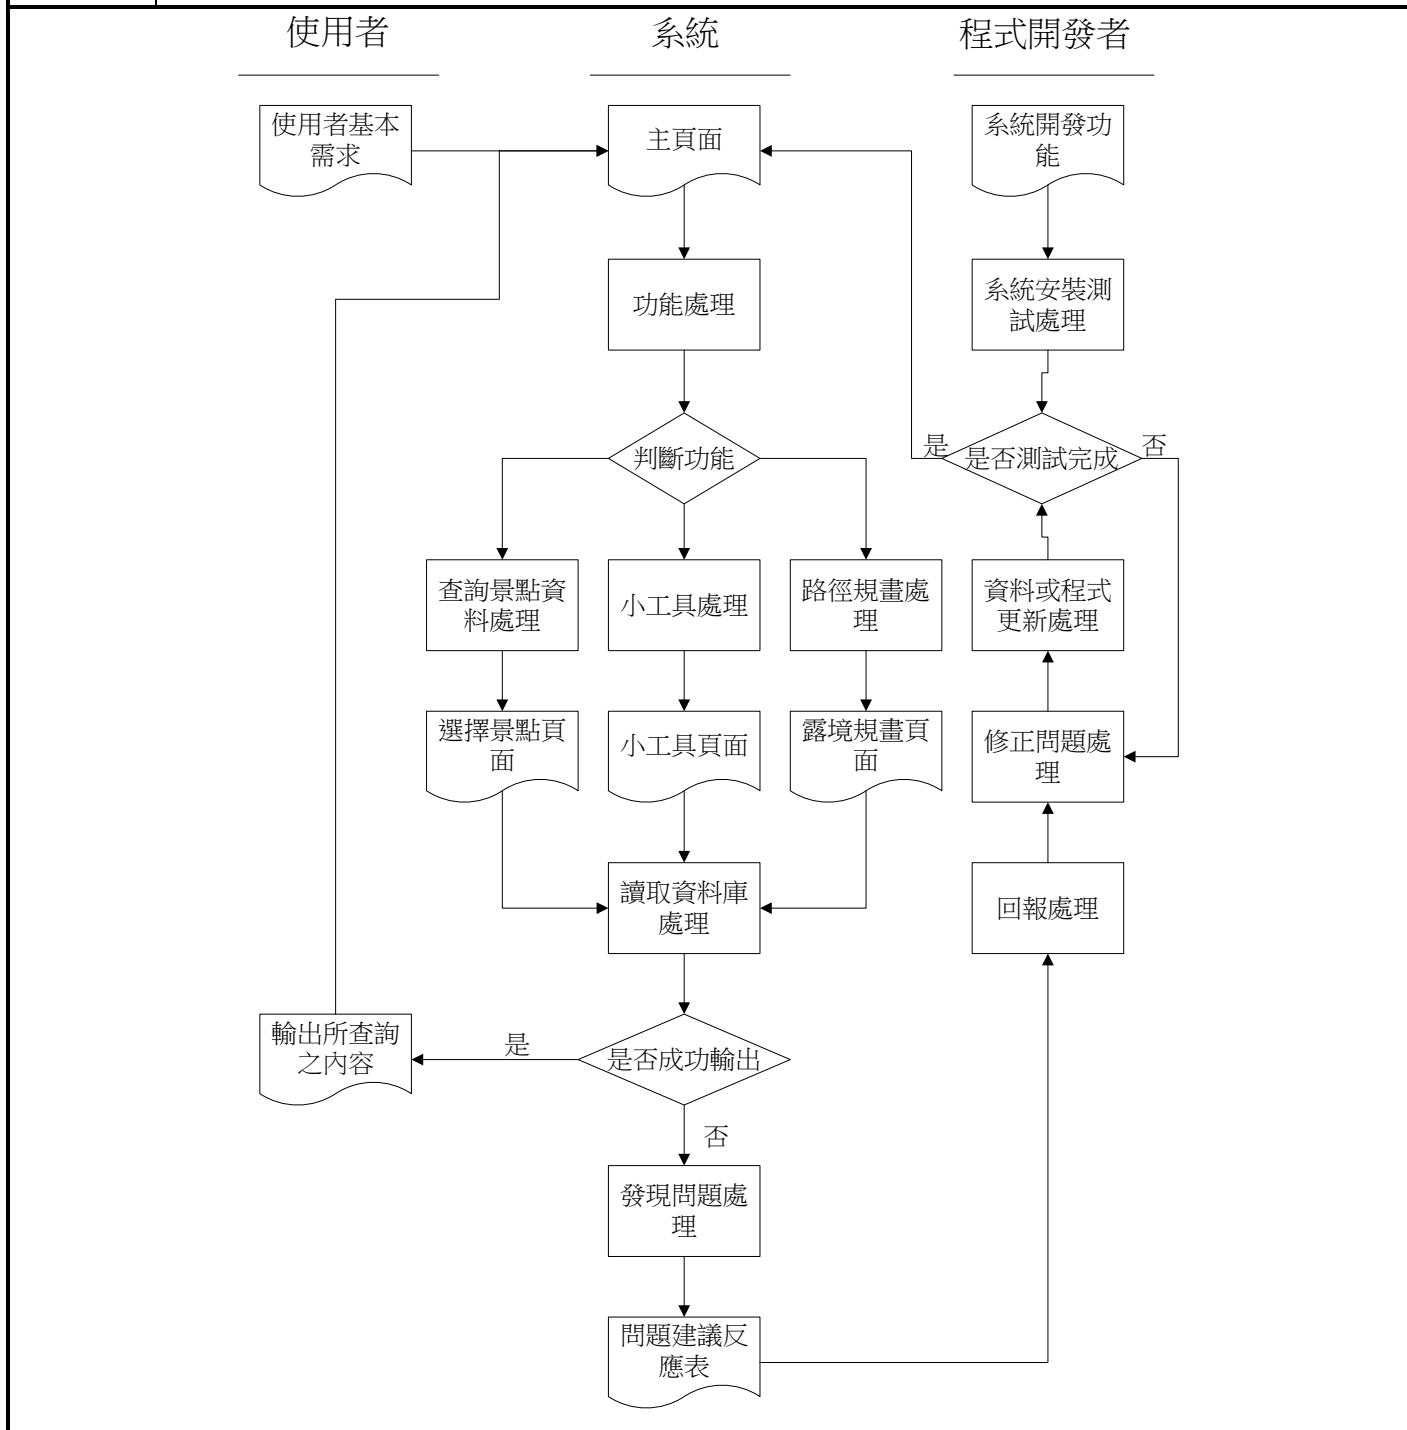 使用者
系統
程式開發者
使用者基本
需求
主頁面
系統開發功
能
功能處理
系統安裝測
試處理
判斷功能
是
是否測試完成
否
查詢景點資
料處理
小工具處理
路徑規畫處
理
資料或程式
更新處理
選擇景點頁
面
小工具頁面
露境規畫頁
面
修正問題處
理
讀取資料庫
處理
回報處理
輸出所查詢
之內容
是
是否成功輸出
否
發現問題處
理
問題建議反
應表